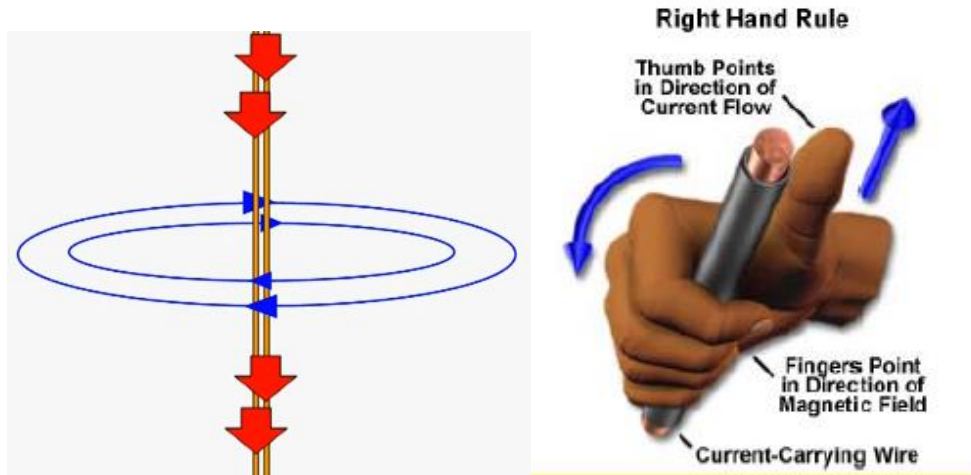 Right Hand Rule
Thumb Points
in Direction of
Current Flow
Fingers Point
in Direction of
Magnetic Field
Current-Carrying Wire